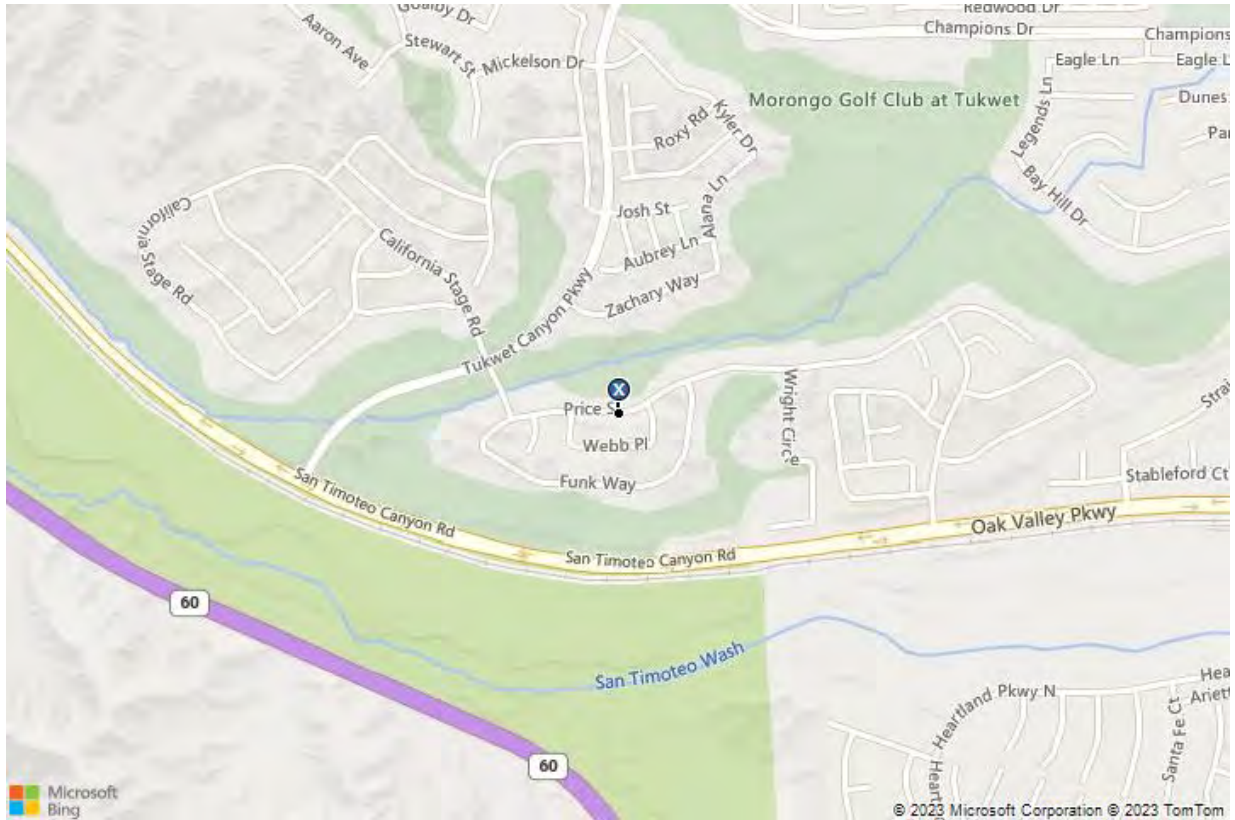 Goalby Dr
Redwood Dr
Aaron Ave
Stewart St
Mickelson Dr
Champions Dr
Champions
Eagle Ln
Eagle L
Morongo Golf Club at Tukwet
Legends Ln
Dunes
Roxy Rd
Kyler Dr
Bay Hill Dr
California Stage Rd
Josh St
Alana Ln
California Stage Rd
Aubrey Ln
Zachary Way
Tukwet Canyon Pkwy
X
Price S
Wright Circ
Webb Pl
Funk Way
Stableford Ct
San Timoteo Canyon Rd
Oak Valley Pkwy
San Timoteo Canyon Rd
60
San Timoteo Wash
Heartland Pkwy N
Santa Fe Ct
60
Microsoft
Bing
© 2023 Microsoft Corporation © 2023 TomTom